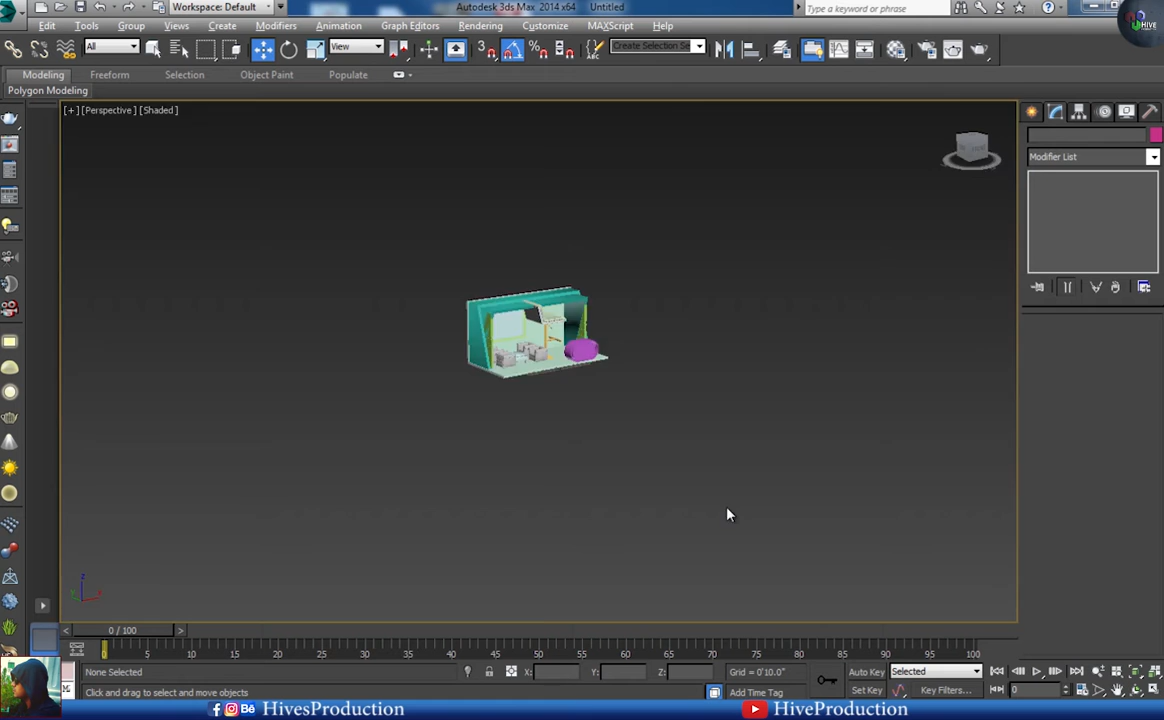 Workspace: Default
Autodesk 3ds Max 2014 x64 Untitled
Type a keyword or phrase
HIVE
Edit Tools Group Views Create Modifiers Animation Graph Editors Rendering Customize MAXScript Help
All
View
3
Create Selection Se
Modeling Freeform Selection Object Paint Populate
Polygon Modeling
[+] [Perspective] [Shaded]
Modifier List
0 / 100
0 5 10 15 20 25 30 35 40 45 50 55 60 65 70 75 80 85 90 95 100
None Selected X: Y: Z: Grid = 0'10.0" Auto Key Selected
Click and drag to select and move objects Add Time Tag Set Key Key Filters... 0
HivesProduction HiveProduction